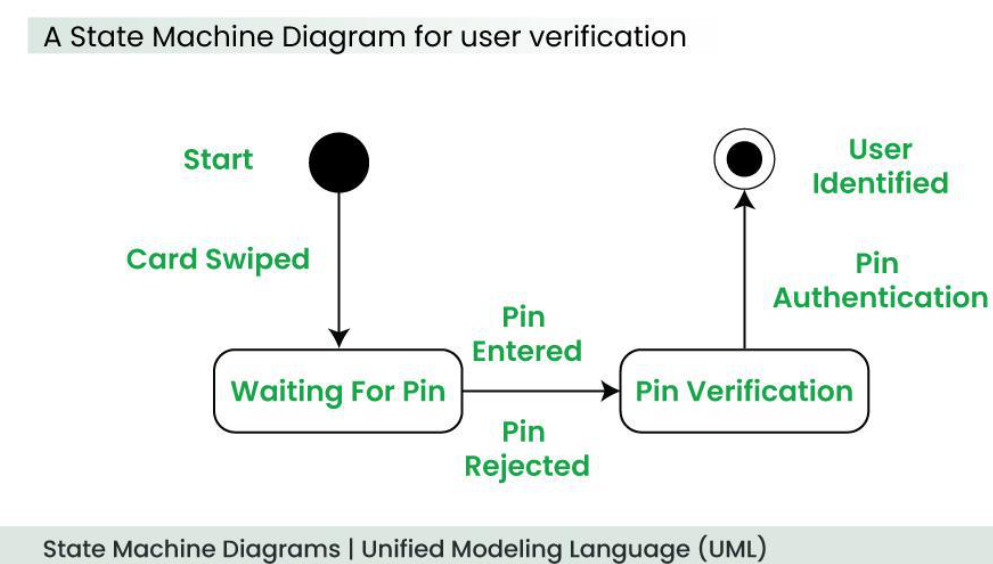 A State Machine Diagram for user verification
Start
User
Identified
Card Swiped
Pin
Authentication
Pin
Entered
Waiting For Pin
Pin Verification
Pin
Rejected
State Machine Diagrams | Unified Modeling Language (UML)